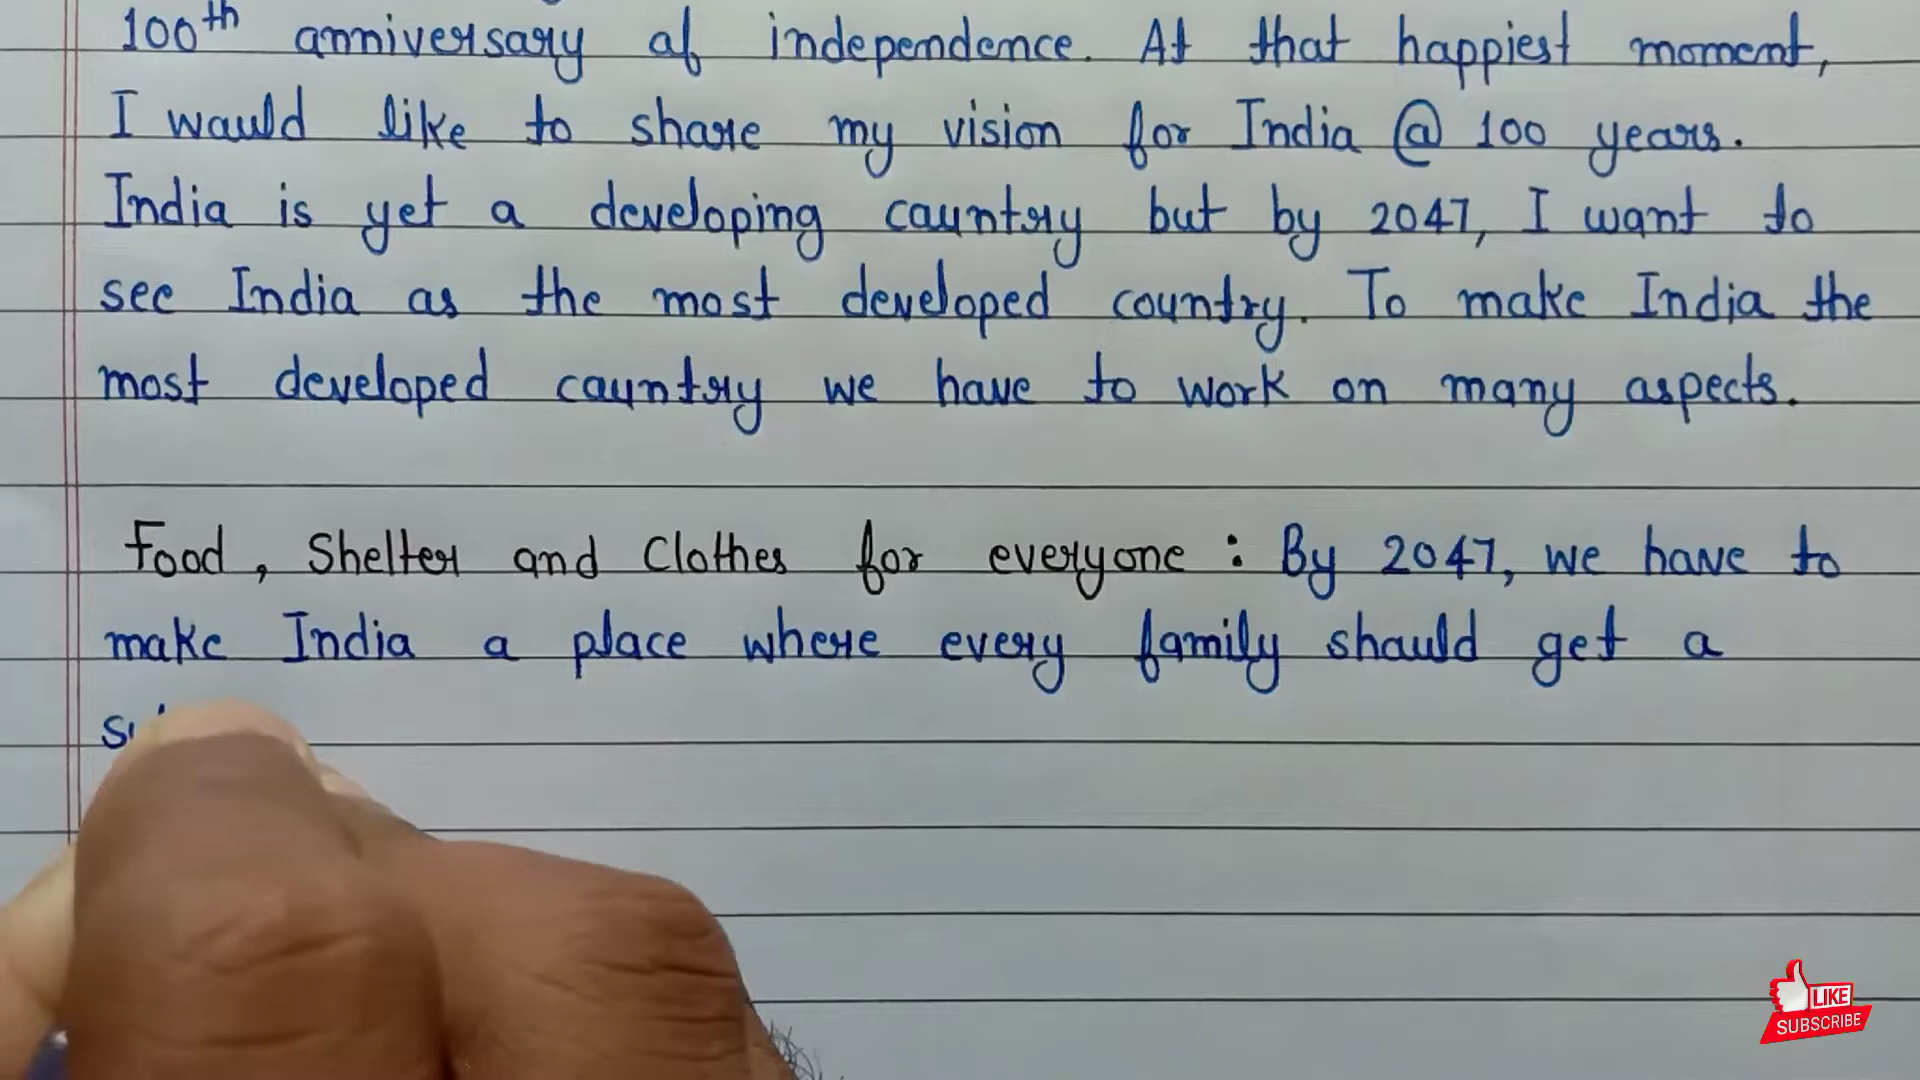 100th anniversary of independence. At that happiest moment,
I would like to share my vision for India @ 100 years.
India is yet a developing country but by 2047, I want to
see India as the most developed country. To make India the
most developed country we have to work on many aspects.
Food, Shelter and Clothes for everyone : By 2047, we have to
make India a place where every family should get a
LIKE
SUBSCRIBE